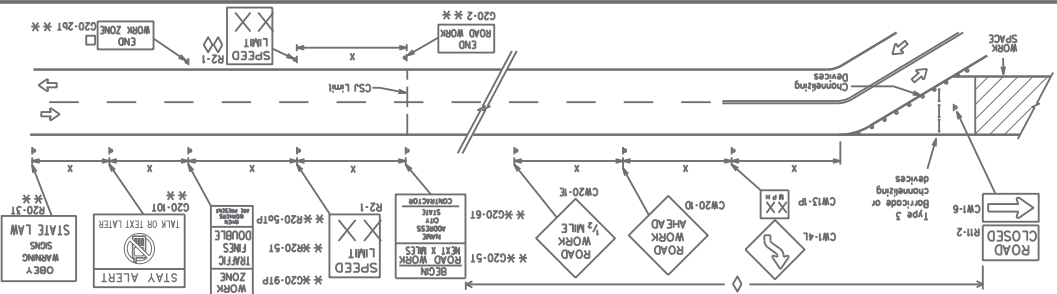 ROAD
CLOSED
R11-2
CW1-6
Type 3
Barricade or
channelizing
devices
CW1-4L
XX
MPH
CW13-1P
X
ROAD
WORK
AHEAD
CW20-1D
X
ROAD
WORK
1/2 MILE
CW20-1E
X
✱✱G20-5T
✱✱G20-6T
BEGIN
ROAD WORK
NEXT X MILES
NAME
ADDRESS
CITY
STATE
CONTRACTOR
X
SPEED
LIMIT
XX
R2-1
X
✱✱G20-9TP
✱✱R20-5T
✱✱R20-5aTP
WORK
ZONE
TRAFFIC
FINES
DOUBLE
WHEN
WORKERS
ARE PRESENT
X
STAY ALERT
TALK OR TEXT LATER
G20-10T
✱✱
X
OBEY
WARNING
SIGNS
STATE LAW
R20-3T
✱✱
X
WORK
SPACE
Channelizing
Devices
CSJ Limit
END
ROAD WORK
G20-2 ✱✱
X
SPEED
LIMIT
XX
R2-1
END
WORK ZONE
G20-2bT ✱✱